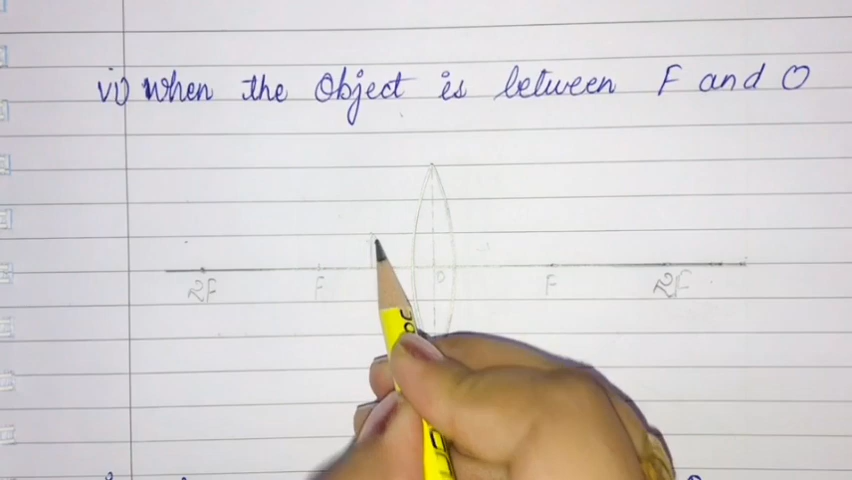 vi) when the object is between F and O
2F F O F 2F